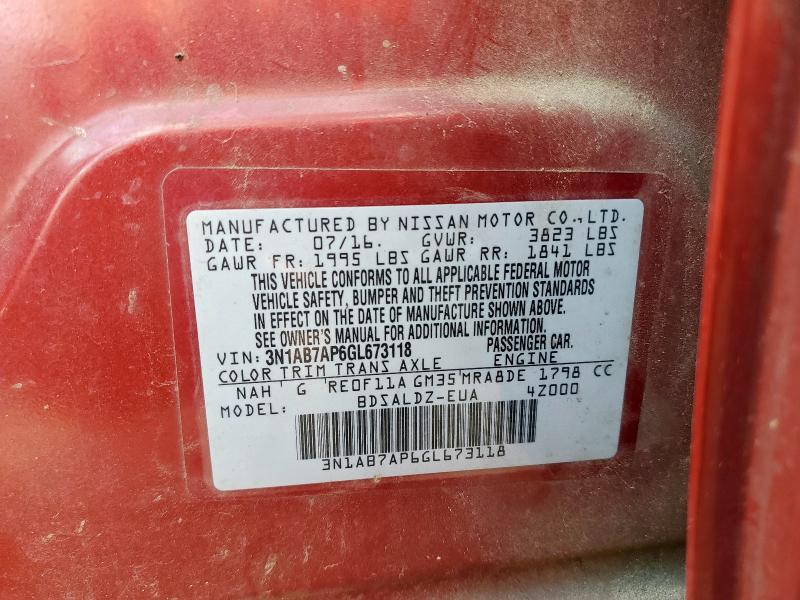 MANUFACTURED BY NISSAN MOTOR CO.,LTD.
DATE: 07/16. GVWR: 3823 LBS
GAWR FR: 1995 LBS GAWR RR: 1841 LBS
THIS VEHICLE CONFORMS TO ALL APPLICABLE FEDERAL MOTOR
VEHICLE SAFETY, BUMPER AND THEFT PREVENTION STANDARDS
IN EFFECT ON THE DATE OF MANUFACTURE SHOWN ABOVE.
SEE OWNER'S MANUAL FOR ADDITIONAL INFORMATION.
VIN: 3N1AB7AP6GL673118 PASSENGER CAR.
COLOR TRIM TRANS AXLE ENGINE
NAH G RE0F11A GM35 MRA8DE 1798 CC
MODEL: BDSALDZ-EUA 4Z000
3N1AB7AP6GL673118